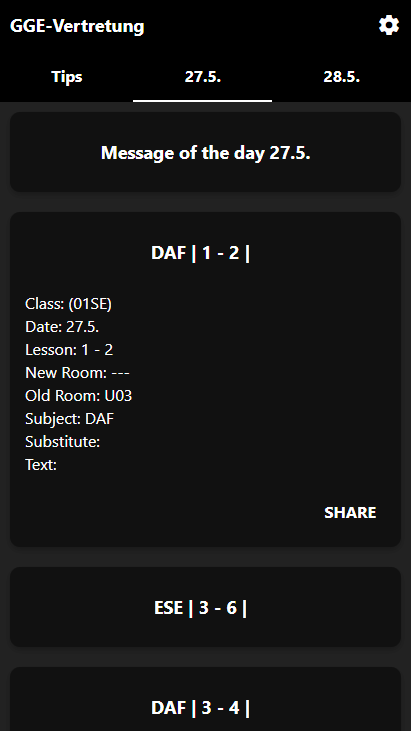 GGE-Vertretung
Tips 27.5. 28.5.
Message of the day 27.5.
DAF | 1 - 2 |
Class: (01SE)
Date: 27.5.
Lesson: 1 - 2
New Room: ---
Old Room: U03
Subject: DAF
Substitute:
Text:
SHARE
ESE | 3 - 6 |
DAF | 3 - 4 |